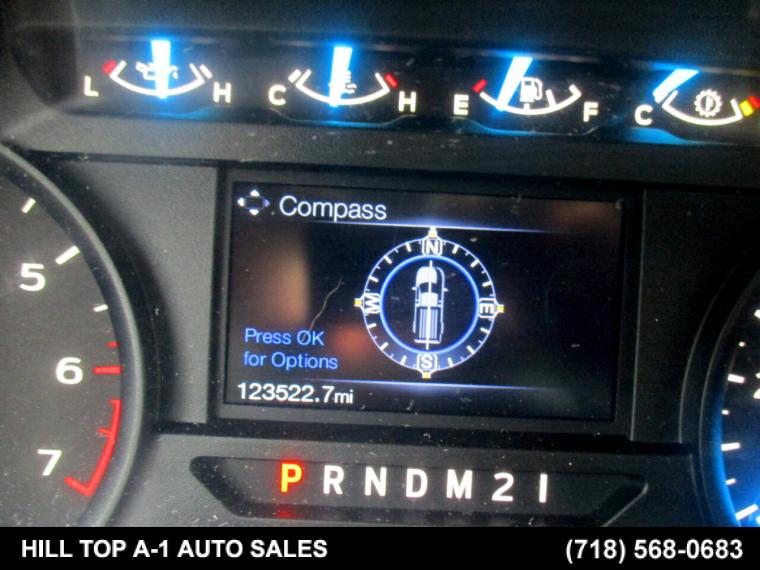 L H C H E F C
Compass
N
W E
S
Press OK
for Options
123522.7mi
5
6
7
P R N D M 2 1
HILL TOP A-1 AUTO SALES (718) 568-0683